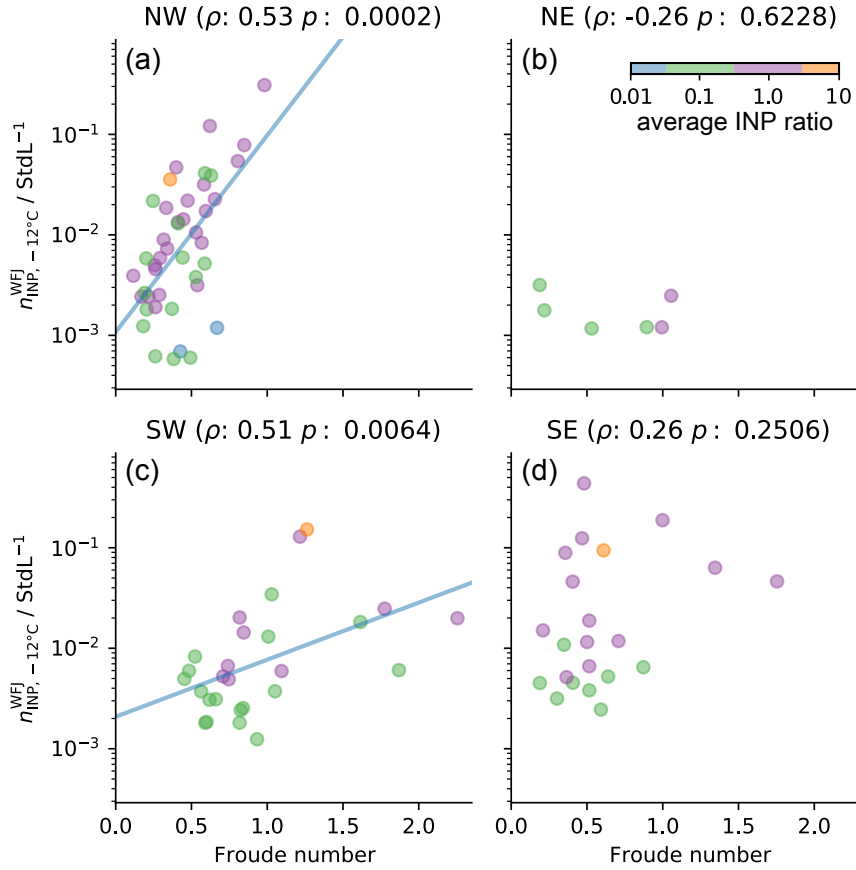 NW (ρ: 0.53 p : 0.0002)
NE (ρ: -0.26 p : 0.6228)
(a)
(b)
0.01 0.1 1.0 10
average INP ratio
10⁻¹
10⁻²
10⁻³
n^WFJ_INP, −12°C / StdL⁻¹
SW (ρ: 0.51 p : 0.0064)
SE (ρ: 0.26 p : 0.2506)
(c)
(d)
10⁻¹
10⁻²
10⁻³
n^WFJ_INP, −12°C / StdL⁻¹
0.0 0.5 1.0 1.5 2.0
0.0 0.5 1.0 1.5 2.0
Froude number
Froude number